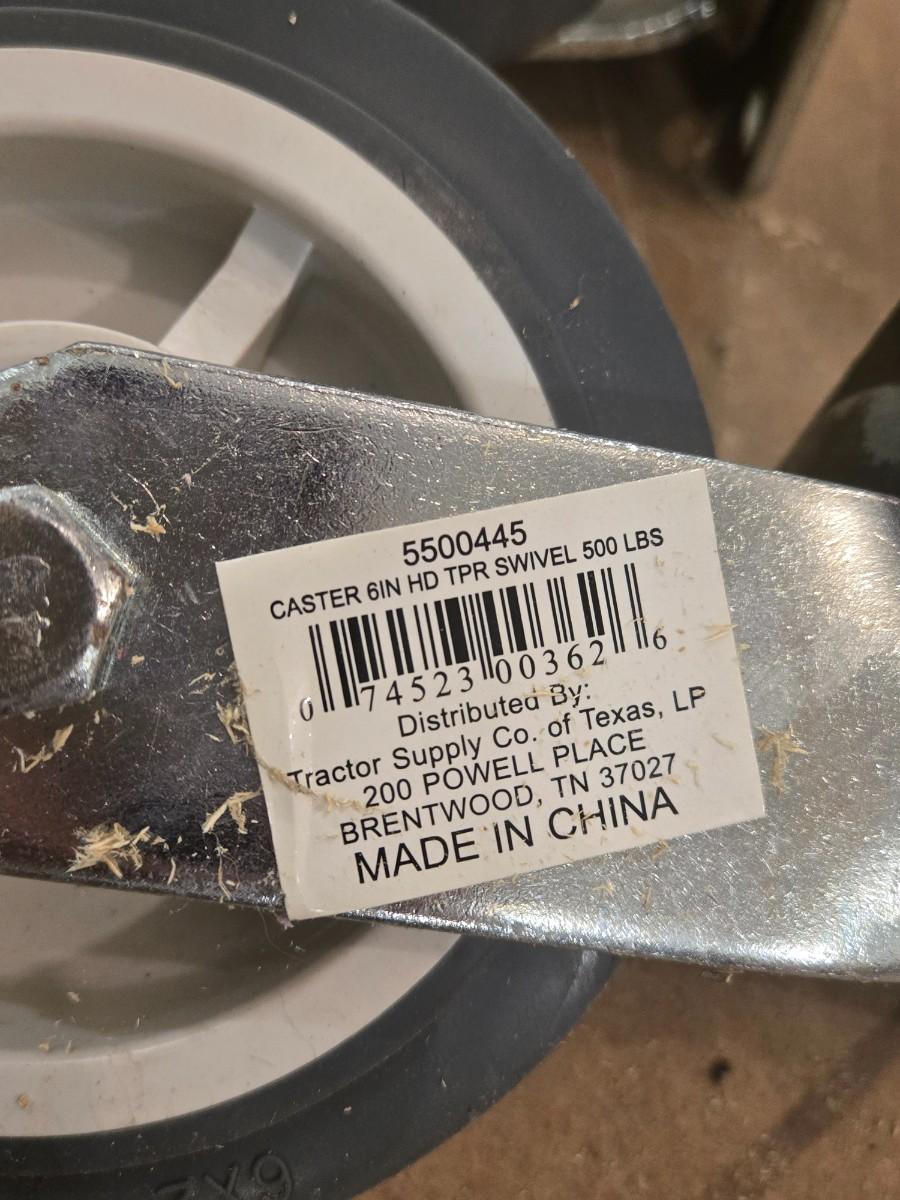 5500445
CASTER 6IN HD TPR SWIVEL 500 LBS
0 74523 00362 6
Distributed By:
Tractor Supply Co. of Texas, LP
200 POWELL PLACE
BRENTWOOD, TN 37027
MADE IN CHINA
6X2